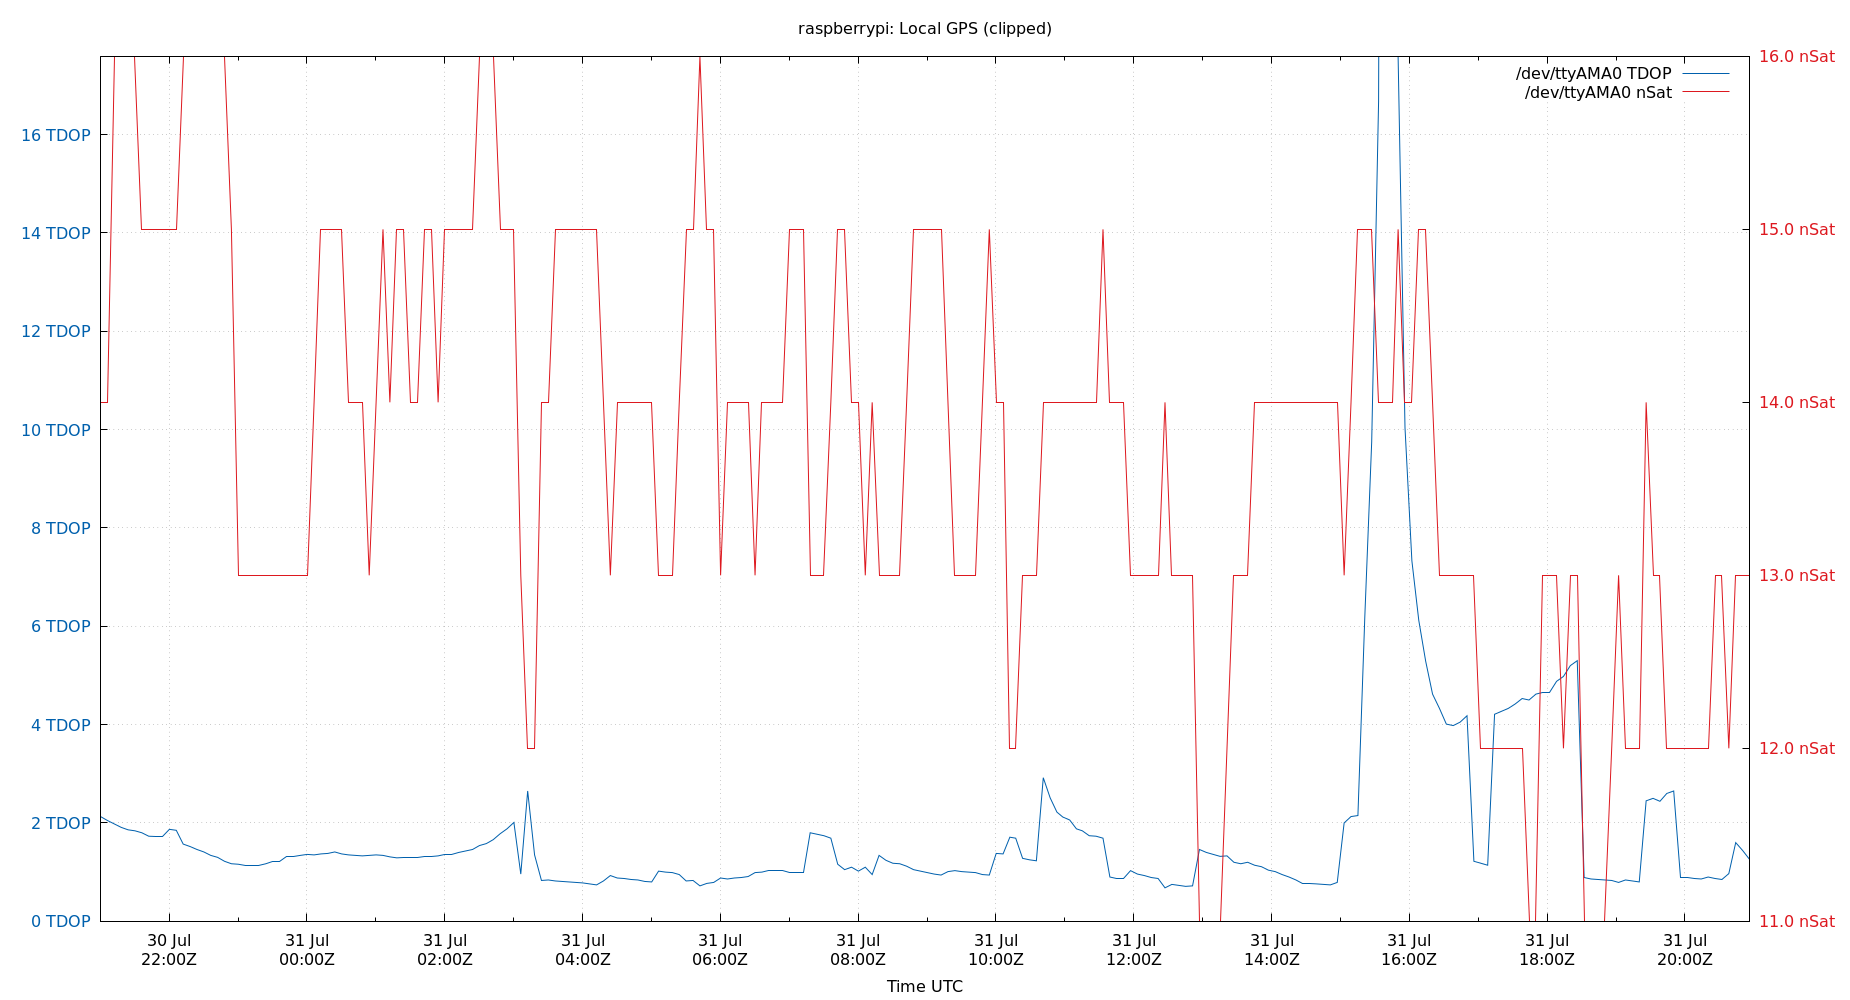 raspberrypi: Local GPS (clipped)
16.0 nSat
/dev/ttyAMA0 TDOP
/dev/ttyAMA0 nSat
16 TDOP
14 TDOP
15.0 nSat
12 TDOP
10 TDOP
14.0 nSat
8 TDOP
13.0 nSat
6 TDOP
4 TDOP
12.0 nSat
2 TDOP
0 TDOP
11.0 nSat
30 Jul 31 Jul 31 Jul 31 Jul 31 Jul 31 Jul 31 Jul 31 Jul 31 Jul 31 Jul 31 Jul 31 Jul
22:00Z 00:00Z 02:00Z 04:00Z 06:00Z 08:00Z 10:00Z 12:00Z 14:00Z 16:00Z 18:00Z 20:00Z
Time UTC